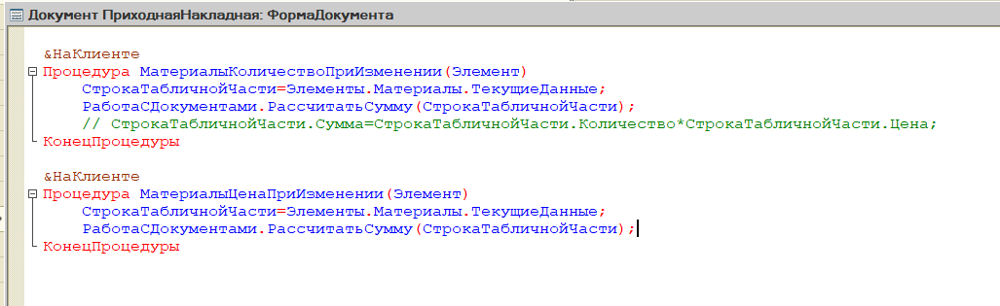 Документ ПриходнаяНакладная: ФормаДокумента
&НаКлиенте
Процедура МатериалыКоличествоПриИзменении(Элемент)
СтрокаТабличнойЧасти=Элементы.Материалы.ТекущиеДанные;
РаботаСДокументами.РассчитатьСумму(СтрокаТабличнойЧасти);
// СтрокаТабличнойЧасти.Сумма=СтрокаТабличнойЧасти.Количество*СтрокаТабличнойЧасти.Цена;
КонецПроцедуры
&НаКлиенте
Процедура МатериалыЦенаПриИзменении(Элемент)
СтрокаТабличнойЧасти=Элементы.Материалы.ТекущиеДанные;
РаботаСДокументами.РассчитатьСумму(СтрокаТабличнойЧасти);
КонецПроцедуры